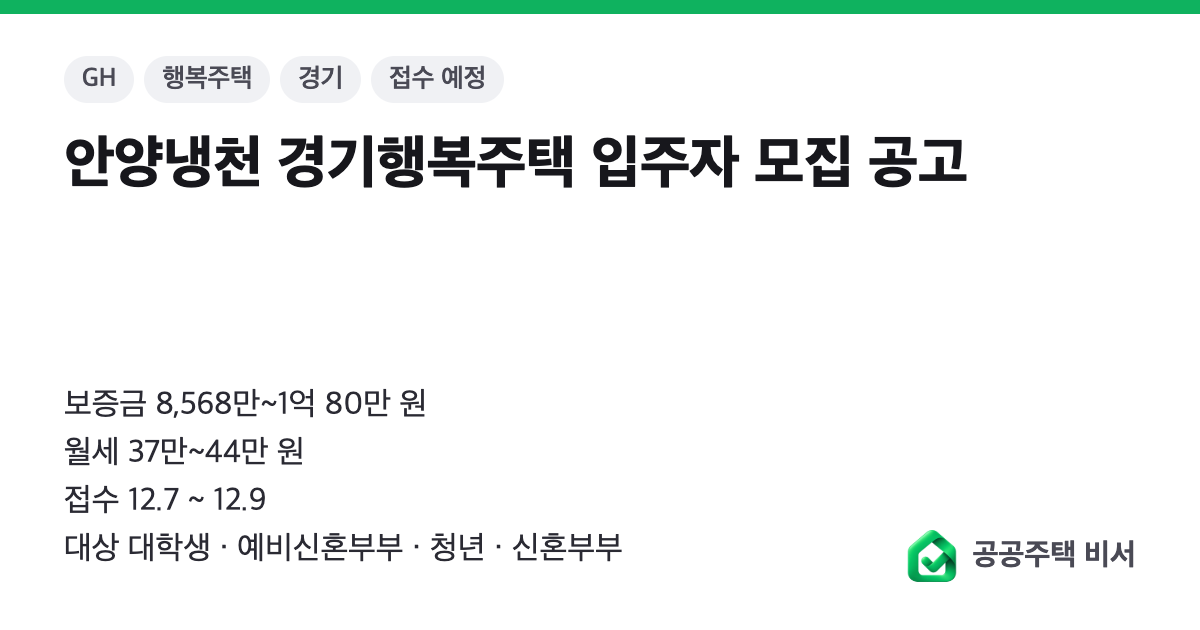 GH 행복주택 경기 접수 예정
안양냉천 경기행복주택 입주자 모집 공고
보증금 8,568만~1억 80만 원
월세 37만~44만 원
접수 12.7 ~ 12.9
대상 대학생 · 예비신혼부부 · 청년 · 신혼부부
공공주택 비서